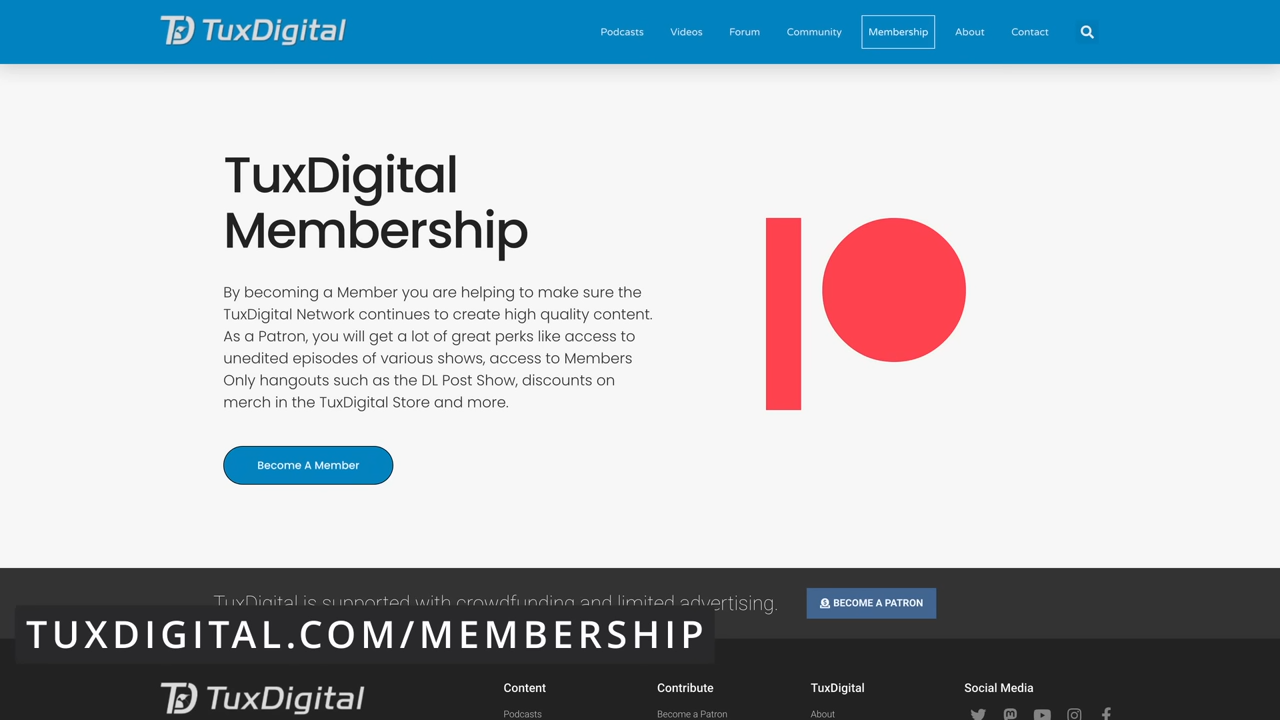 TuxDigital
Podcasts Videos Forum Community Membership About Contact
TuxDigital
Membership
By becoming a Member you are helping to make sure the
TuxDigital Network continues to create high quality content.
As a Patron, you will get a lot of great perks like access to
unedited episodes of various shows, access to Members
Only hangouts such as the DL Post Show, discounts on
merch in the TuxDigital Store and more.
Become A Member
TuxDigital is supported with crowdfunding and limited advertising.
BECOME A PATRON
TUXDIGITAL.COM/MEMBERSHIP
TuxDigital
Content Contribute TuxDigital Social Media
Podcasts Become a Patron About